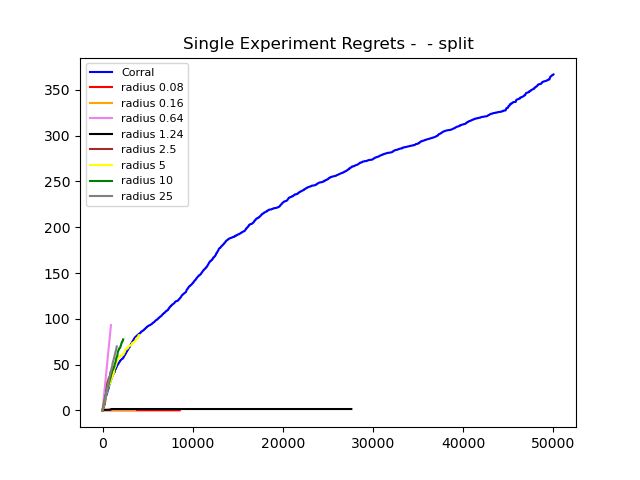 Single Experiment Regrets -  - split
Corral
radius 0.08
radius 0.16
radius 0.64
radius 1.24
radius 2.5
radius 5
radius 10
radius 25
350
300
250
200
150
100
50
0
0 10000 20000 30000 40000 50000